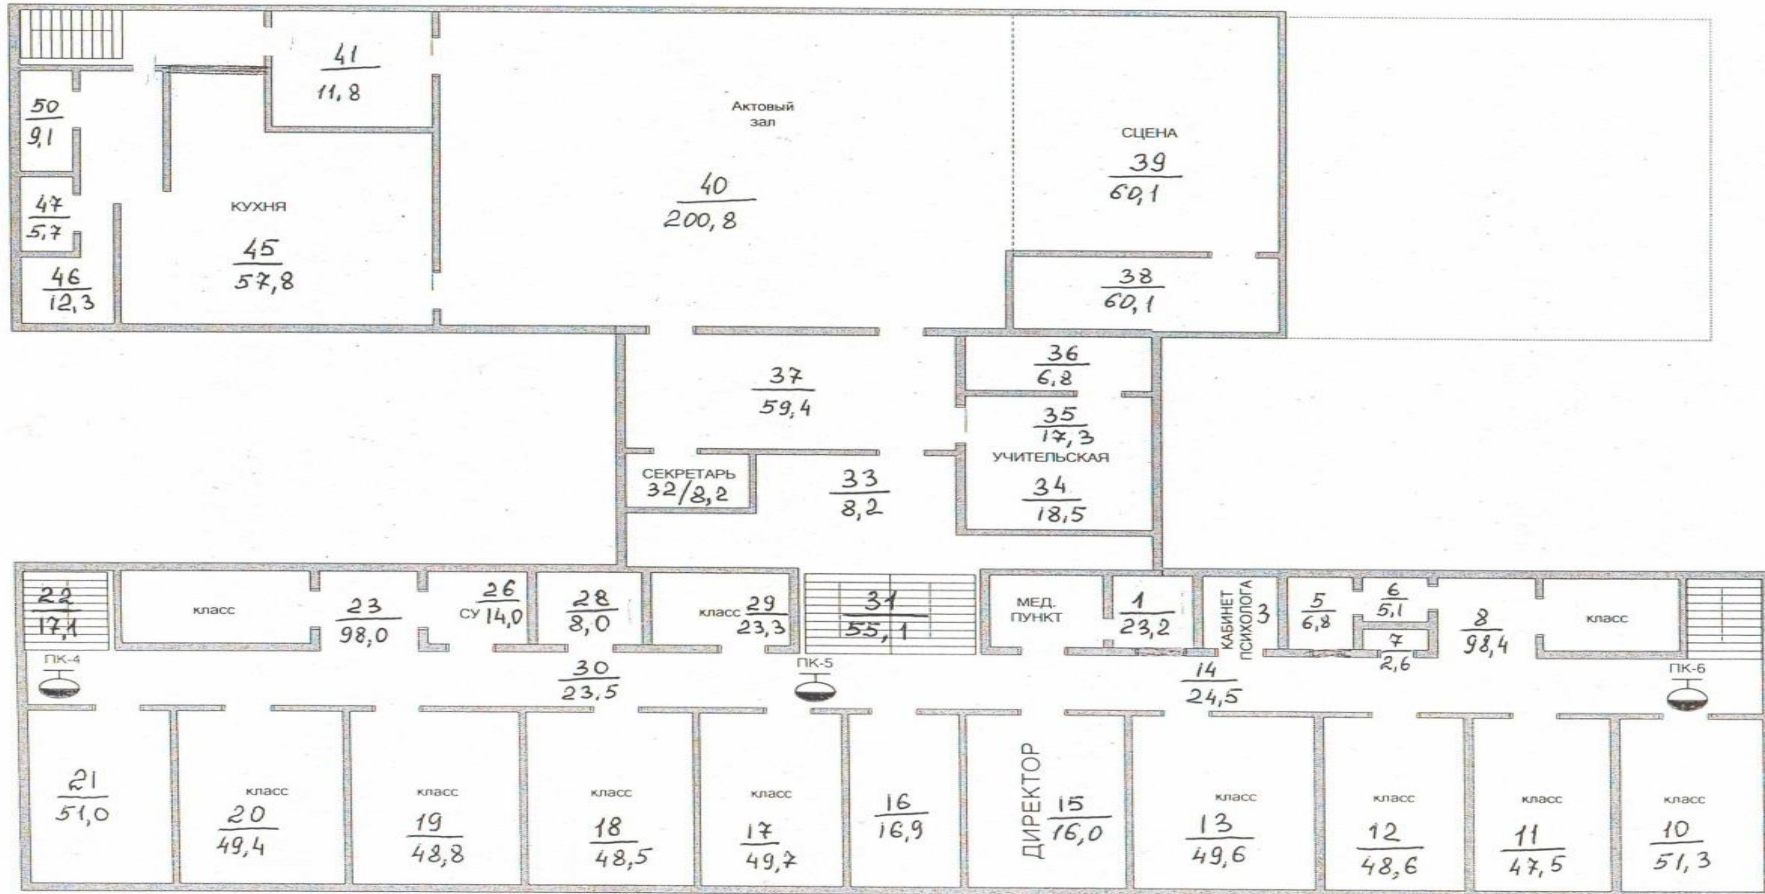 41
11,8
50
9,1
Актовый
зал
СЦЕНА
39
60,1
40
200,8
47
5,7
КУХНЯ
45
57,8
46
12,3
38
60,1
36
6,8
37
59,4
35
17,3
УЧИТЕЛЬСКАЯ
34
18,5
СЕКРЕТАРЬ
32/8,2
33
8,2
22
17,1
класс
23
98,0
26
СУ 14,0
28
8,0
класс
29
23,3
31
55,1
МЕД.
ПУНКТ
1
23,2
КАБИНЕТ
ПСИХОЛОГА
3
5
6,8
6
5,1
7
2,6
8
98,4
класс
ПК-4
30
23,5
ПК-5
14
24,5
ПК-6
21
51,0
класс
20
49,4
класс
19
48,8
класс
18
48,5
класс
17
49,7
16
16,9
ДИРЕКТОР
15
16,0
класс
13
49,6
класс
12
48,6
класс
11
47,5
класс
10
51,3